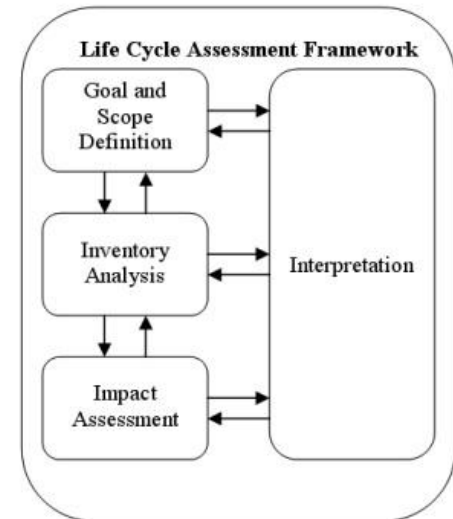 Life Cycle Assessment Framework
Goal and
Scope
Definition
Inventory
Analysis
Interpretation
Impact
Assessment